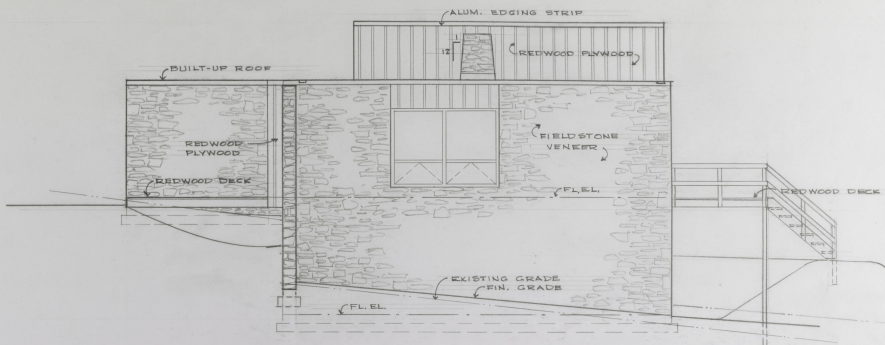 ALUM. EDGING STRIP
1
12
REDWOOD PLYWOOD
BUILT-UP ROOF
REDWOOD
PLYWOOD
FIELDSTONE
VENEER
REDWOOD DECK
FL. EL.
REDWOOD DECK
EXISTING GRADE
FIN. GRADE
FL. EL.